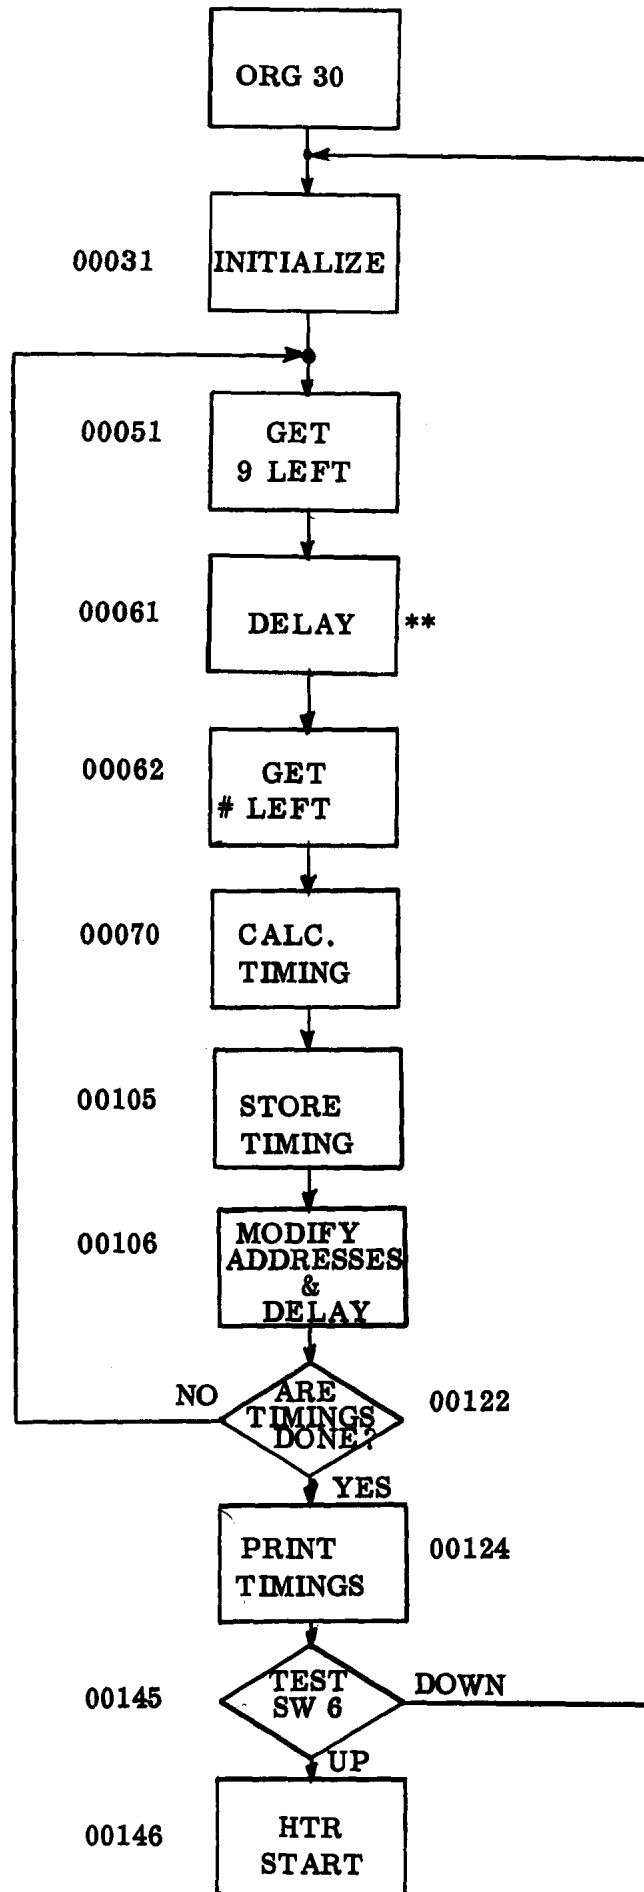 ORG 30
00031
INITIALIZE
00051
GET
9 LEFT
00061
DELAY
**
00062
GET
# LEFT
00070
CALC.
TIMING
00105
STORE
TIMING
00106
MODIFY
ADDRESSES
&
DELAY
NO
ARE
TIMINGS
DONE?
00122
YES
PRINT
TIMINGS
00124
00145
TEST
SW 6
DOWN
UP
00146
HTR
START